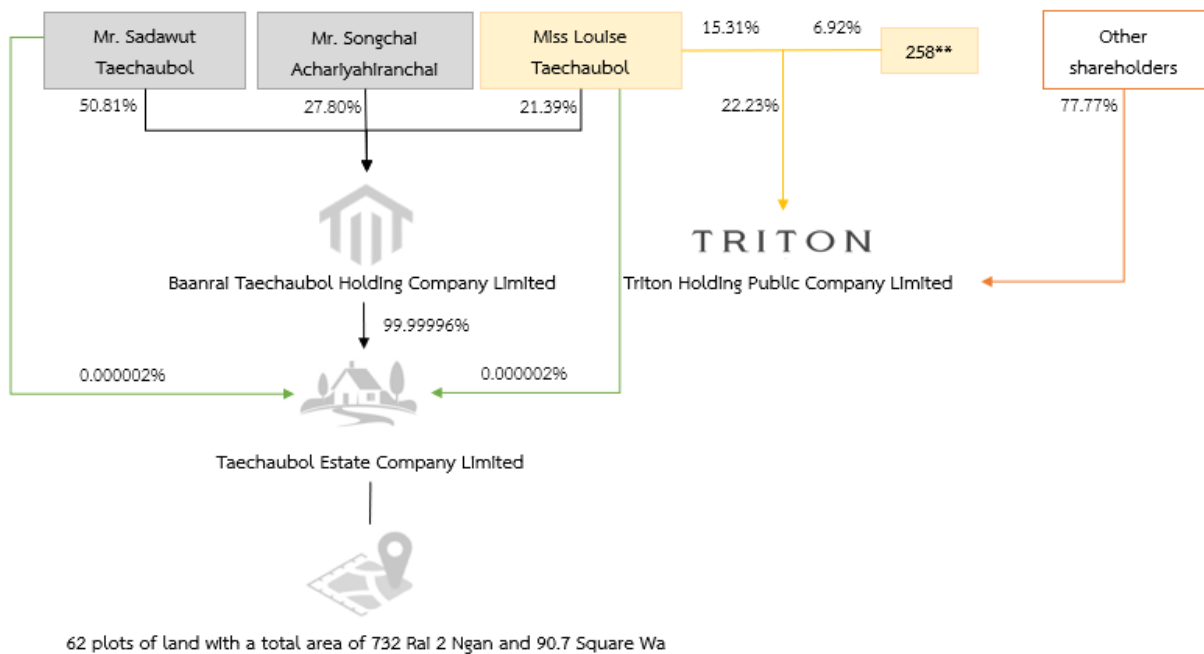 Mr. Sadawut
Taechaubol
Mr. Songchai
Achariyahiranchai
Miss Louise
Taechaubol
15.31%
6.92%
258**
Other
shareholders
50.81%
27.80%
21.39%
22.23%
77.77%
TRITON
Baanrai Taechaubol Holding Company Limited
Triton Holding Public Company Limited
99.99996%
0.000002%
0.000002%
Taechaubol Estate Company Limited
62 plots of land with a total area of 732 Rai 2 Ngan and 90.7 Square Wa